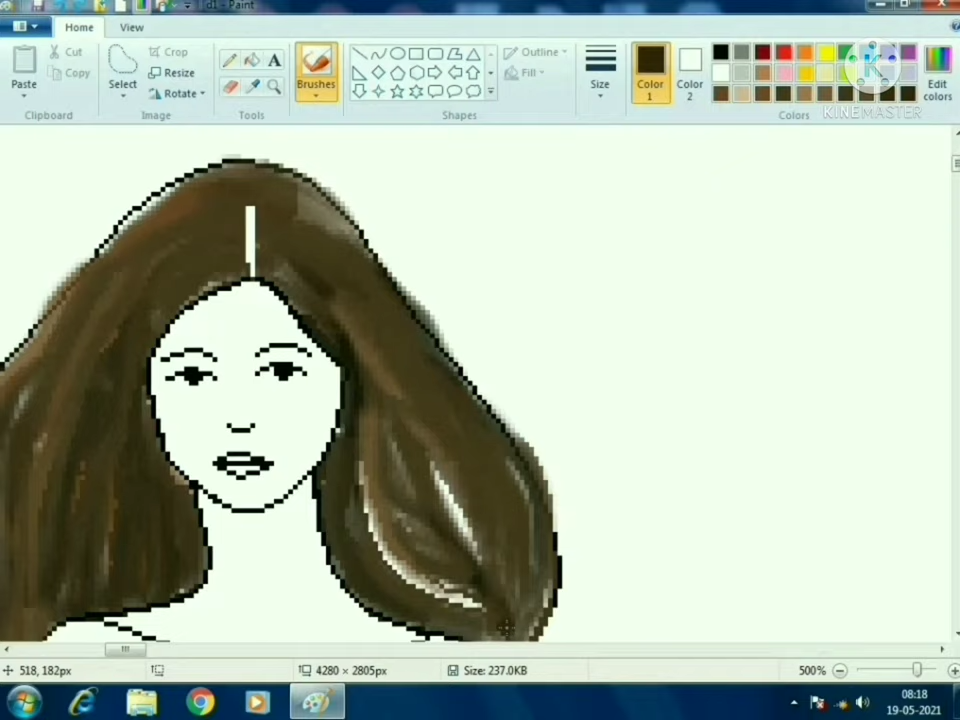 d1 - Paint
Home View
Paste
Cut
Copy
Clipboard
Select
Crop
Resize
Rotate
Image
A
Tools
Brushes
Outline
Fill
Shapes
Size
Color
1
Color
2
Edit
colors
Colors
K
KINEMASTER
518, 182px
4280 × 2805px
Size: 237.0KB
500%
08:18
19-05-2021